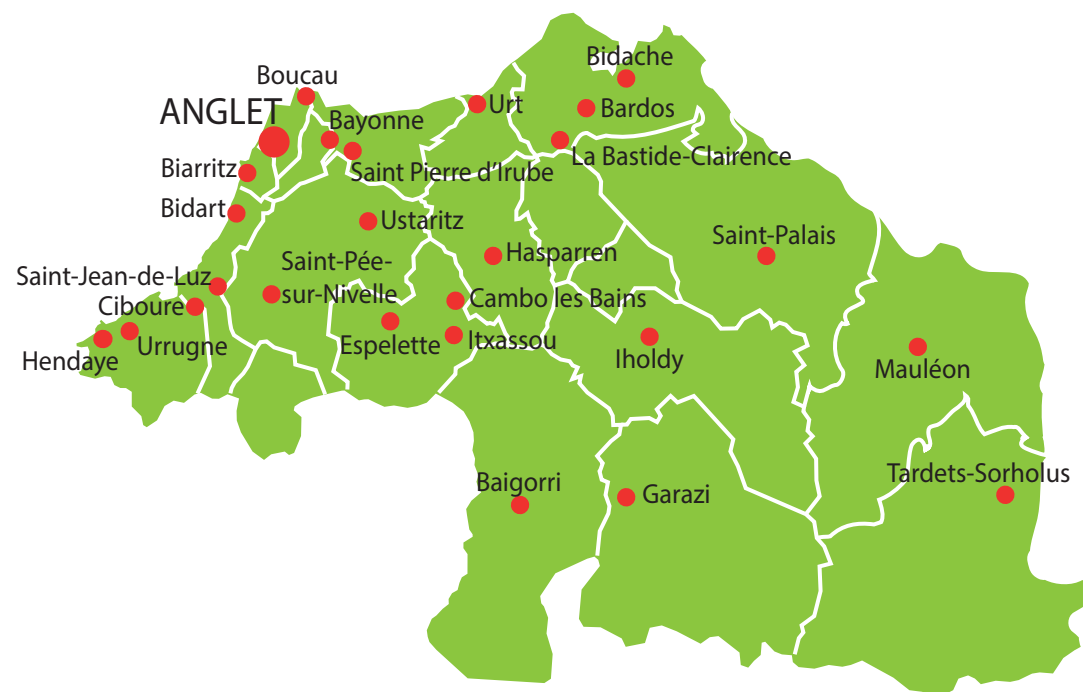 Bidache
Boucau
ANGLET
Urt
Bardos
Bayonne
La Bastide-Clairence
Biarritz
Saint Pierre d'Irube
Bidart
Ustaritz
Saint-Palais
Hasparren
Saint-Pée-
sur-Nivelle
Saint-Jean-de-Luz
Ciboure
Cambo les Bains
Hendaye
Urrugne
Espelette
Itxassou
Iholdy
Mauléon
Baigorri
Garazi
Tardets-Sorholus